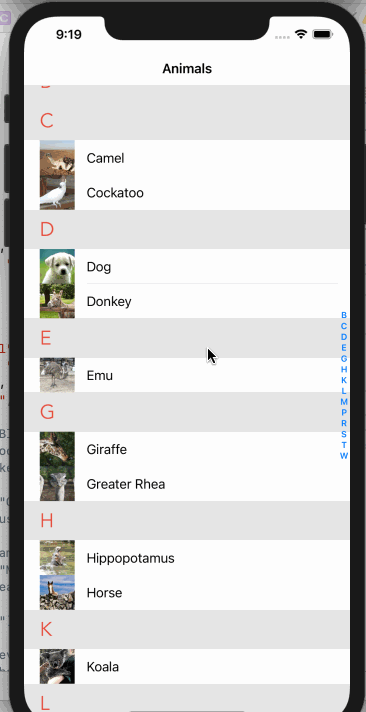 9:19
Animals
C
Camel
Cockatoo
D
Dog
Donkey
E
Emu
G
Giraffe
Greater Rhea
H
Hippopotamus
Horse
K
Koala
L
B
C
D
E
G
H
K
L
M
P
R
S
T
W